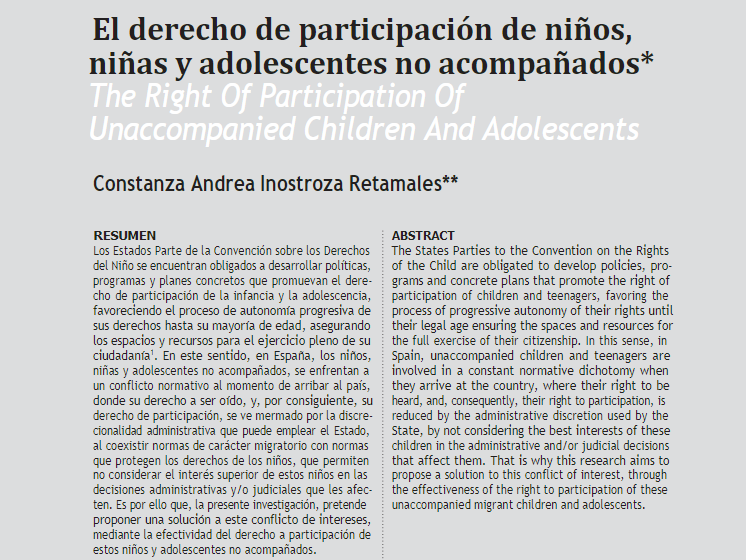 El derecho de participación de niños,
niñas y adolescentes no acompañados*
The Right Of Participation Of
Unaccompanied Children And Adolescents
Constanza Andrea Inostroza Retamales**
RESUMEN
Los Estados Parte de la Convención sobre los Derechos
del Niño se encuentran obligados a desarrollar políticas,
programas y planes concretos que promuevan el dere-
cho de participación de la infancia y la adolescencia,
favoreciendo el proceso de autonomía progresiva de
sus derechos hasta su mayoría de edad, asegurando
los espacios y recursos para el ejercicio pleno de su
ciudadanía¹. En este sentido, en España, los niños,
niñas y adolescentes no acompañados, se enfrentan a
un conflicto normativo al momento de arribar al país,
donde su derecho a ser oído, y, por consiguiente, su
derecho de participación, se ve mermado por la discre-
cionalidad administrativa que puede emplear el Estado,
al coexistir normas de carácter migratorio con normas
que protegen los derechos de los niños, que permiten
no considerar el interés superior de estos niños en las
decisiones administrativas y/o judiciales que les afec-
ten. Es por ello que, la presente investigación, pretende
proponer una solución a este conflicto de intereses,
mediante la efectividad del derecho a participación de
estos niños y adolescentes no acompañados.
ABSTRACT
The States Parties to the Convention on the Rights
of the Child are obligated to develop policies, pro-
grams and concrete plans that promote the right of
participation of children and teenagers, favoring the
process of progressive autonomy of their rights until
their legal age ensuring the spaces and resources for
the full exercise of their citizenship. In this sense, in
Spain, unaccompanied children and teenagers are
involved in a constant normative dichotomy when
they arrive at the country, where their right to be
heard, and, consequently, their right to participation, is
reduced by the administrative discretion used by the
State, by not considering the best interests of these
children in the administrative and/or judicial decisions
that affect them. That is why this research aims to
propose a solution to this conflict of interest, through
the effectiveness of the right to participation of these
unaccompanied migrant children and adolescents.